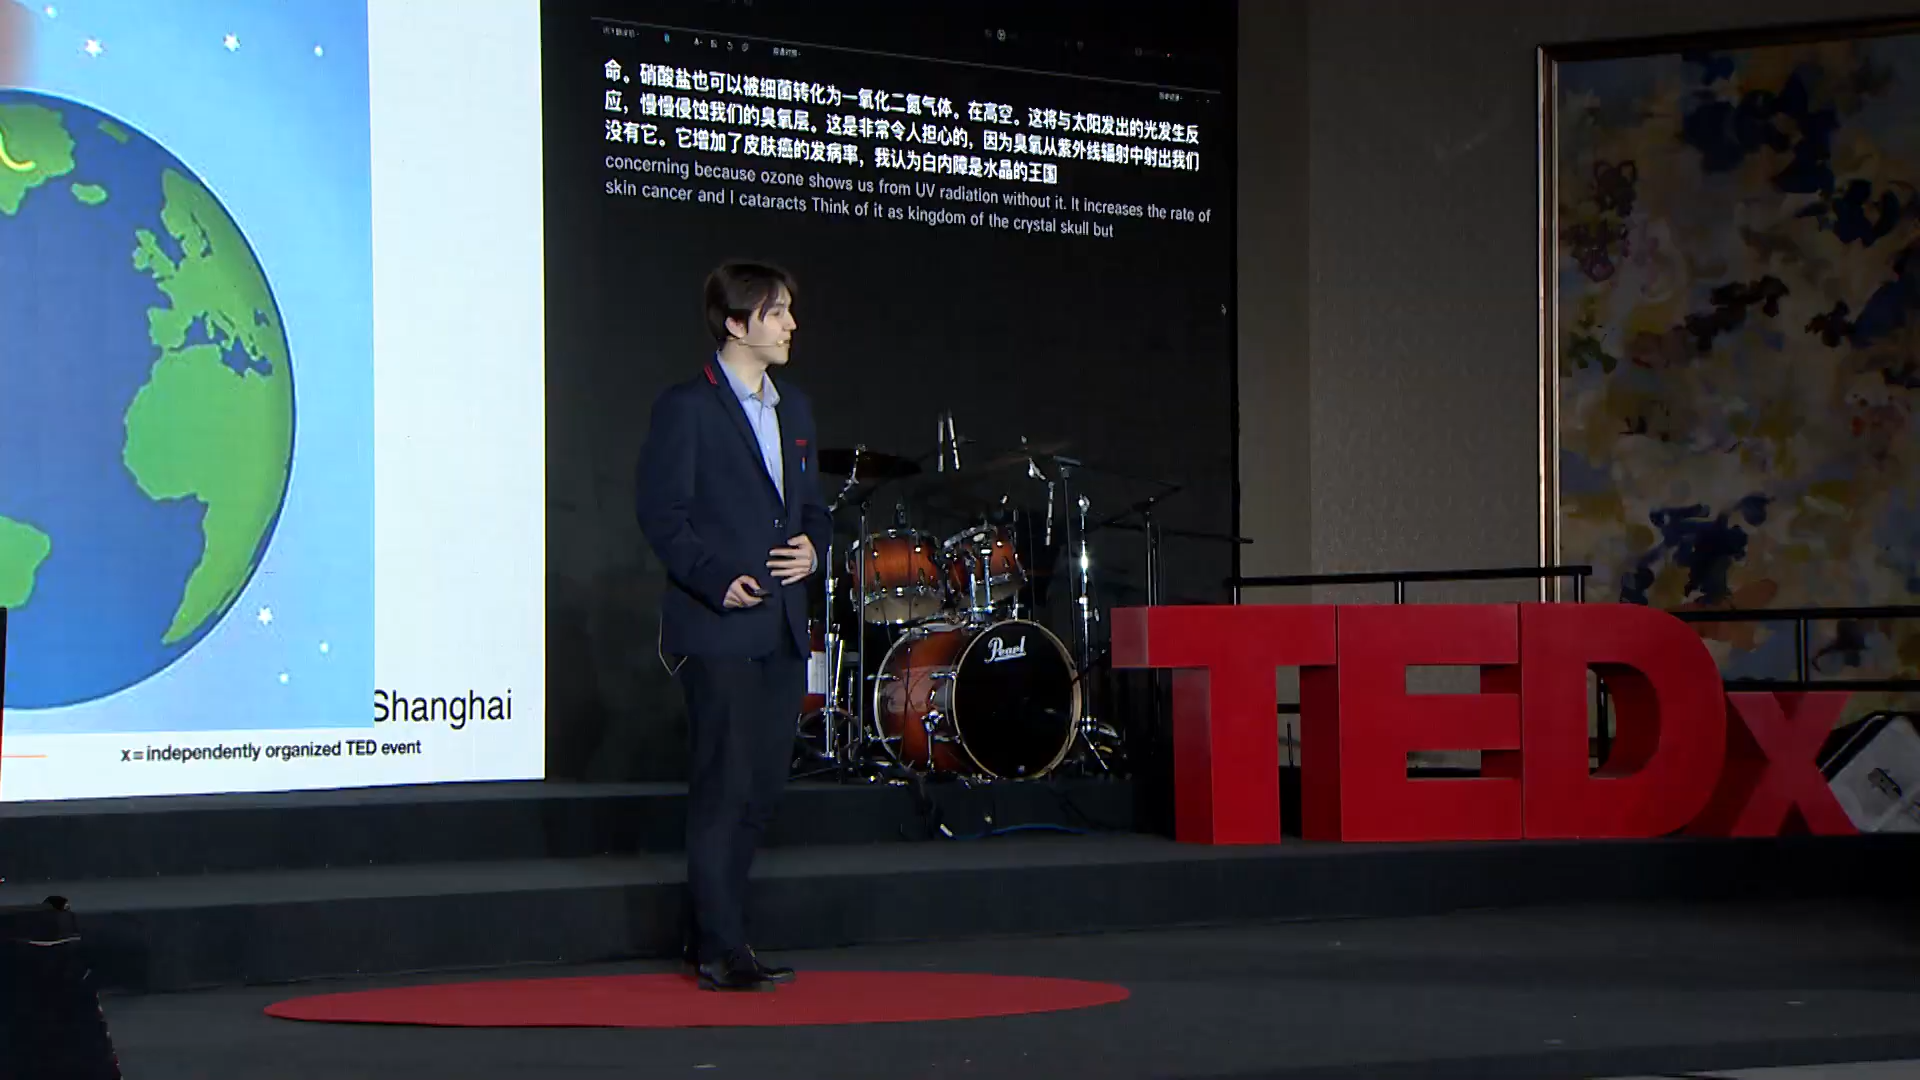 命。硝酸盐也可以被细菌转化为一氧化二氮气体。在高空。这将与太阳发出的光发生反
应，慢慢侵蚀我们的臭氧层。这是非常令人担心的，因为臭氧从紫外线辐射中射出我们
没有它。它增加了皮肤癌的发病率，我认为白内障是水晶的王国
concerning because ozone shows us from UV radiation without it. It increases the rate of
skin cancer and I cataracts Think of it as kingdom of the crystal skull but
Pearl
TEDx
Shanghai
x = independently organized TED event